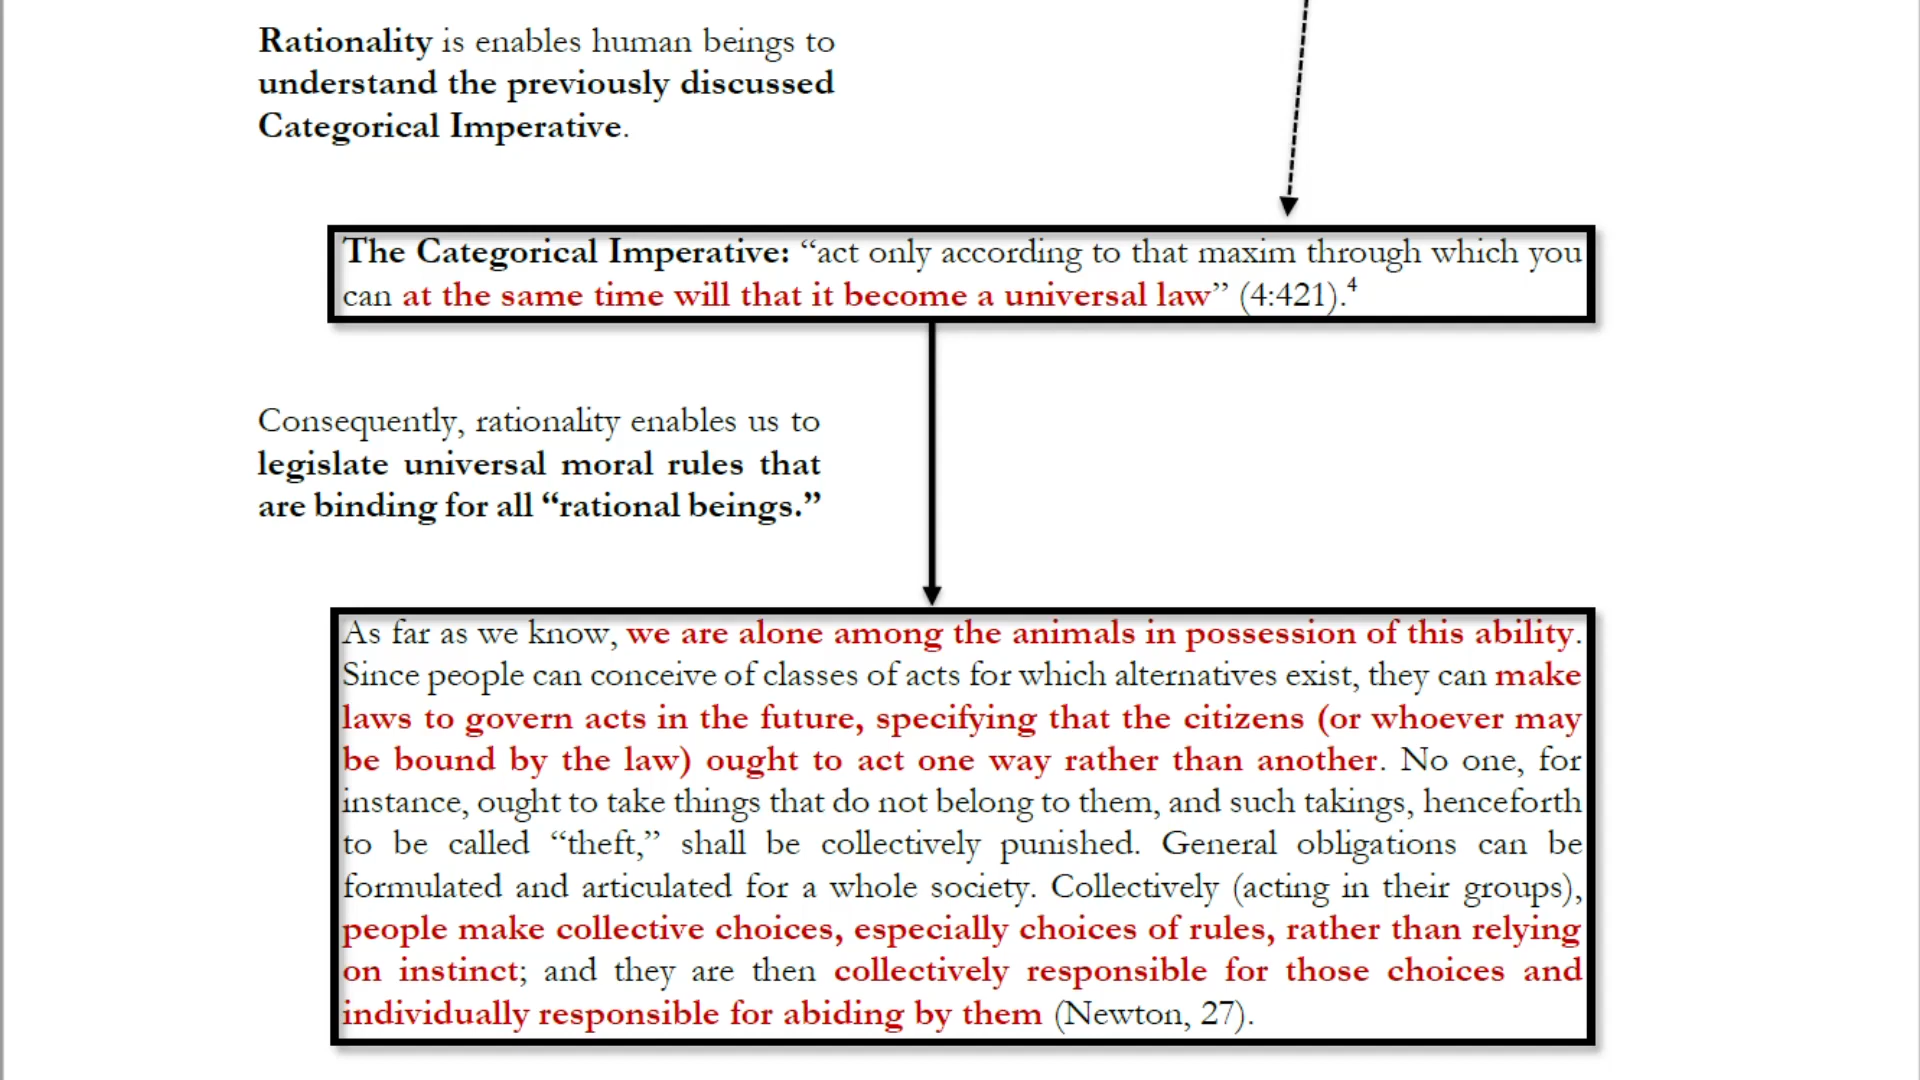 Rationality is enables human beings to
understand the previously discussed
Categorical Imperative.
The Categorical Imperative: “act only according to that maxim through which you
can at the same time will that it become a universal law” (4:421).⁴
Consequently, rationality enables us to
legislate universal moral rules that
are binding for all “rational beings.”
As far as we know, we are alone among the animals in possession of this ability.
Since people can conceive of classes of acts for which alternatives exist, they can make
laws to govern acts in the future, specifying that the citizens (or whoever may
be bound by the law) ought to act one way rather than another. No one, for
instance, ought to take things that do not belong to them, and such takings, henceforth
to be called “theft,” shall be collectively punished. General obligations can be
formulated and articulated for a whole society. Collectively (acting in their groups),
people make collective choices, especially choices of rules, rather than relying
on instinct; and they are then collectively responsible for those choices and
individually responsible for abiding by them (Newton, 27).